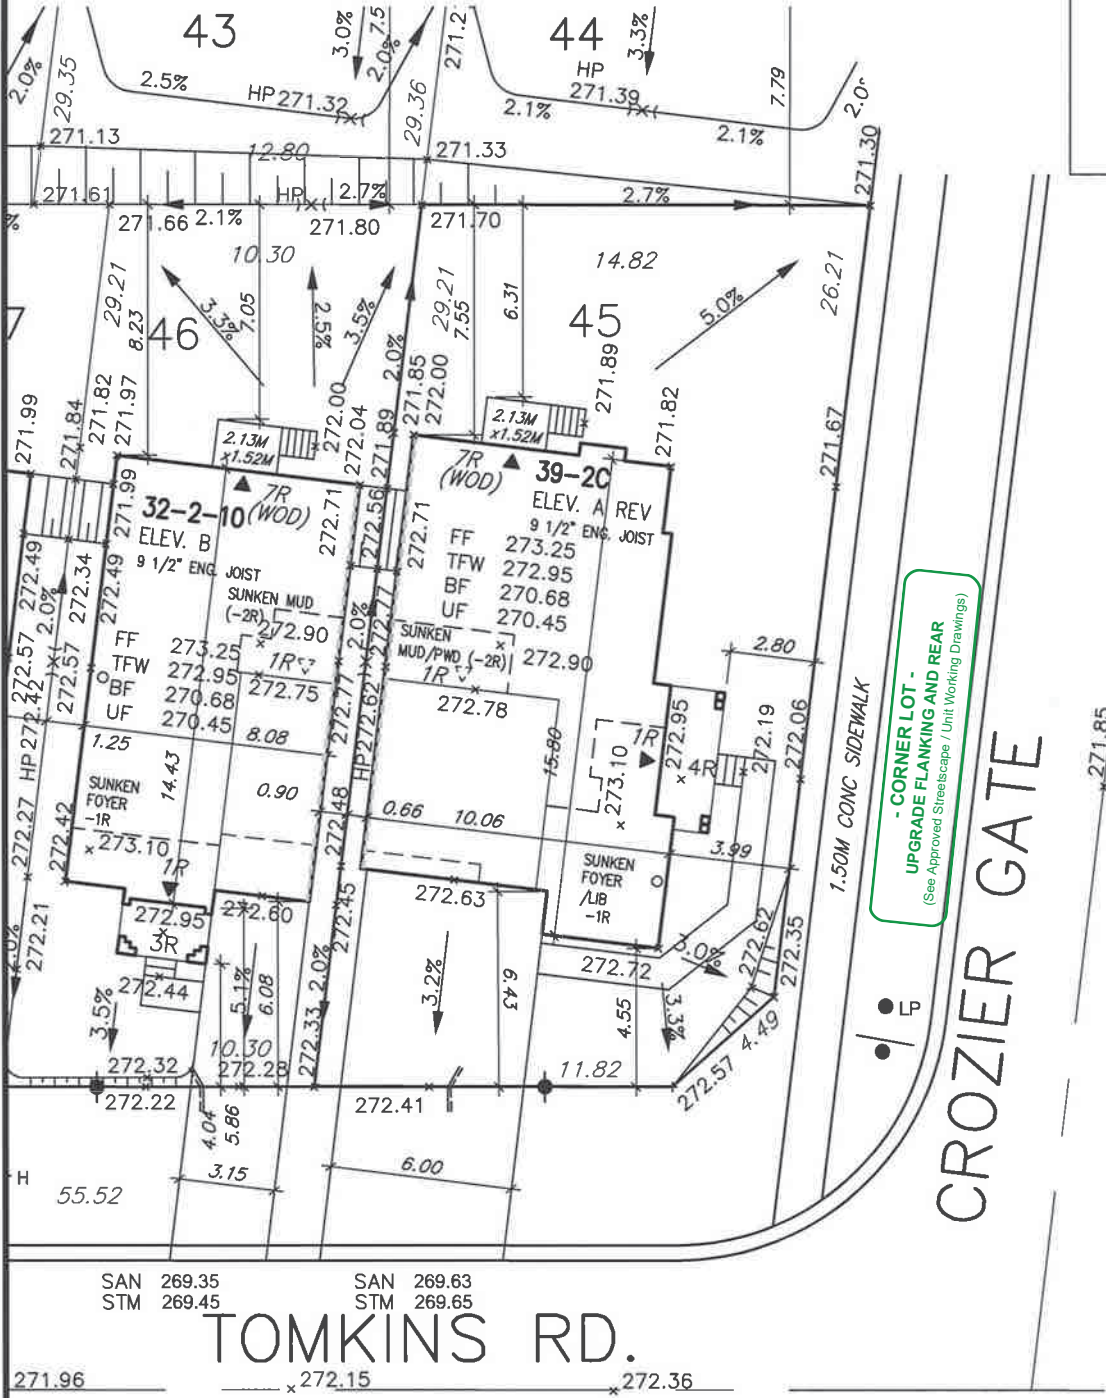 43
44
2.0%
29.35
2.5%
HP 271.32
3.0%
7.5
2.0%
29.36
271.2
HP
271.39
3.3%
2.1%
2.1%
7.79
271.30
271.13
12.80
271.33
271.61
HP
2.7%
2.7%
271.66
2.1%
271.80
271.70
10.30
14.82
26.21
29.21
8.23
46
3.3%
7.05
2.5%
3.5%
2.0%
29.21
7.55
6.31
45
5.0%
271.99
271.84
271.82
271.97
272.00
272.04
271.89
271.85
272.00
271.89
271.82
271.67
2.13M
x1.52M
2.13M
x1.52M
7R
(WOD)
7R
(WOD)
271.99
32-2-10
ELEV. B
9 1/2" ENG. JOIST
272.71
272.56
272.71
39-2C
ELEV. A REV
9 1/2" ENG. JOIST
FF 273.25
TFW 272.95
BF 270.68
UF 270.45
272.49
272.34
272.49
2.0%
272.57
272.57
HP272.42
SUNKEN MUD
(-2R)
272.90
1R
272.75
FF 273.25
TFW 272.95
BF 270.68
UF 270.45
2.0%
272.77
272.77
HP272.62
SUNKEN
MUD/PWD (-2R)
272.90
1R
272.78
2.80
1.25
8.08
14.43
0.90
SUNKEN
FOYER
-1R
273.10
1R
272.27
272.42
272.21
272.48
272.45
0.66
10.06
15.80
273.10
1R
272.95
4R
272.19
272.06
3.99
SUNKEN
FOYER
/LIB
-1R
1.50M CONC SIDEWALK
- CORNER LOT -
UPGRADE FLANKING AND REAR
(See Approved Streetscape / Unit Working Drawings)
271.85
CROZIER GATE
272.95
3R
272.44
272.60
272.63
272.72
3.0%
272.62
272.35
3.5%
5.1%
6.08
2.0%
272.33
3.2%
6.43
4.55
3.3%
4.49
272.57
LP
272.32
10.30
272.28
11.82
272.22
272.41
4.04
5.86
3.15
6.00
H
55.52
SAN 269.35
STM 269.45
SAN 269.63
STM 269.65
TOMKINS RD.
271.96
272.15
272.36